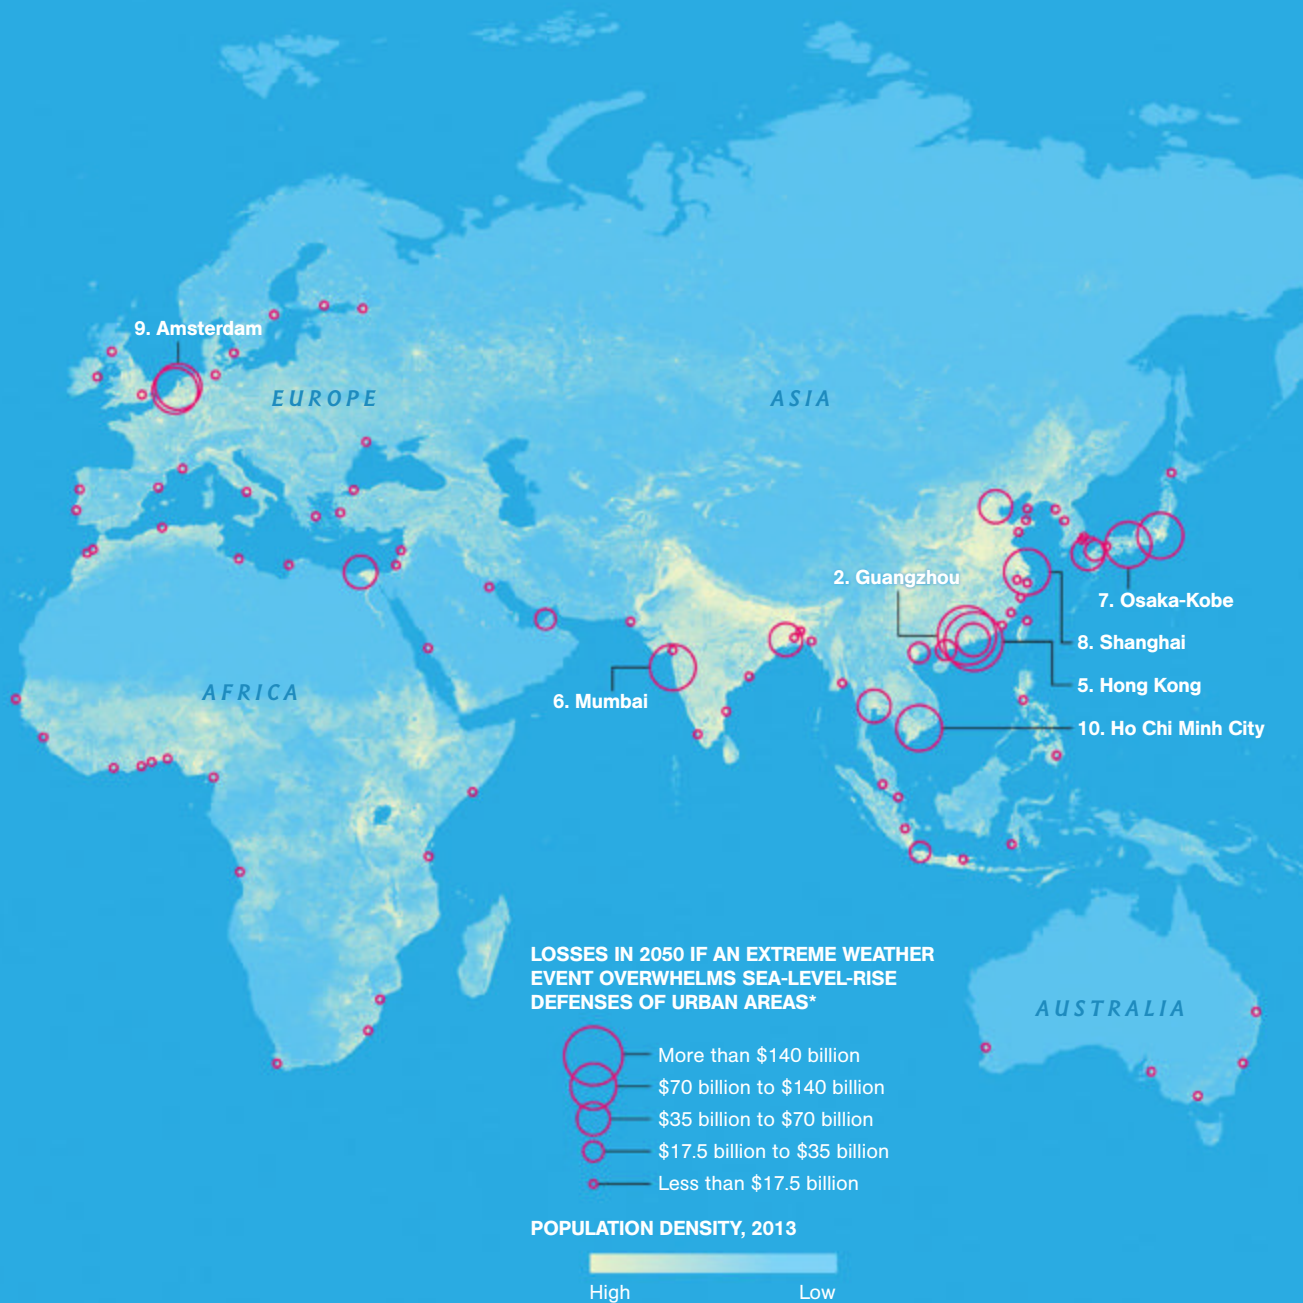 9. Amsterdam
EUROPE
ASIA
2. Guangzhou
7. Osaka-Kobe
8. Shanghai
5. Hong Kong
AFRICA
6. Mumbai
10. Ho Chi Minh City
LOSSES IN 2050 IF AN EXTREME WEATHER
EVENT OVERWHELMS SEA-LEVEL-RISE
DEFENSES OF URBAN AREAS*
AUSTRALIA
More than $140 billion
$70 billion to $140 billion
$35 billion to $70 billion
$17.5 billion to $35 billion
Less than $17.5 billion
POPULATION DENSITY, 2013
High Low